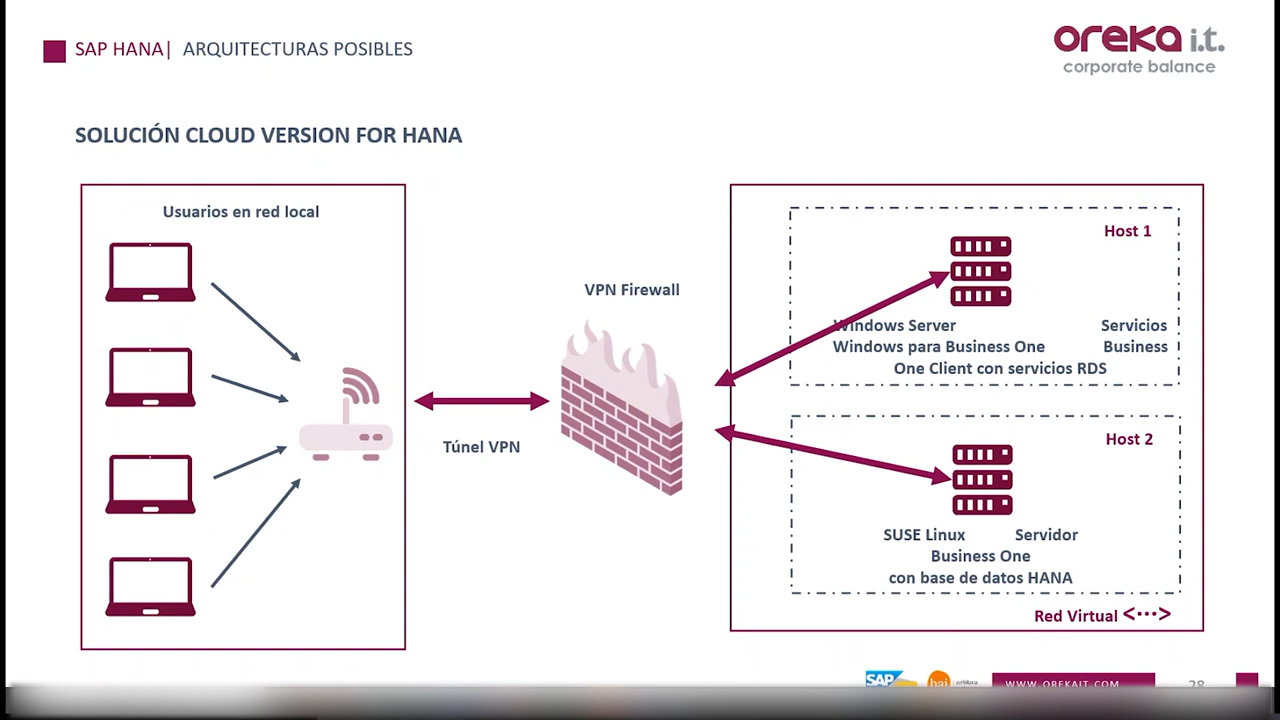 SAP HANA| ARQUITECTURAS POSIBLES
oreka i.t.
corporate balance
SOLUCIÓN CLOUD VERSION FOR HANA
Usuarios en red local
Túnel VPN
VPN Firewall
Host 1
Windows Server Servicios
Windows para Business One Business
One Client con servicios RDS
Host 2
SUSE Linux Servidor
Business One
con base de datos HANA
Red Virtual <···>
SAP
bai
WWW.OREKAIT.COM
28